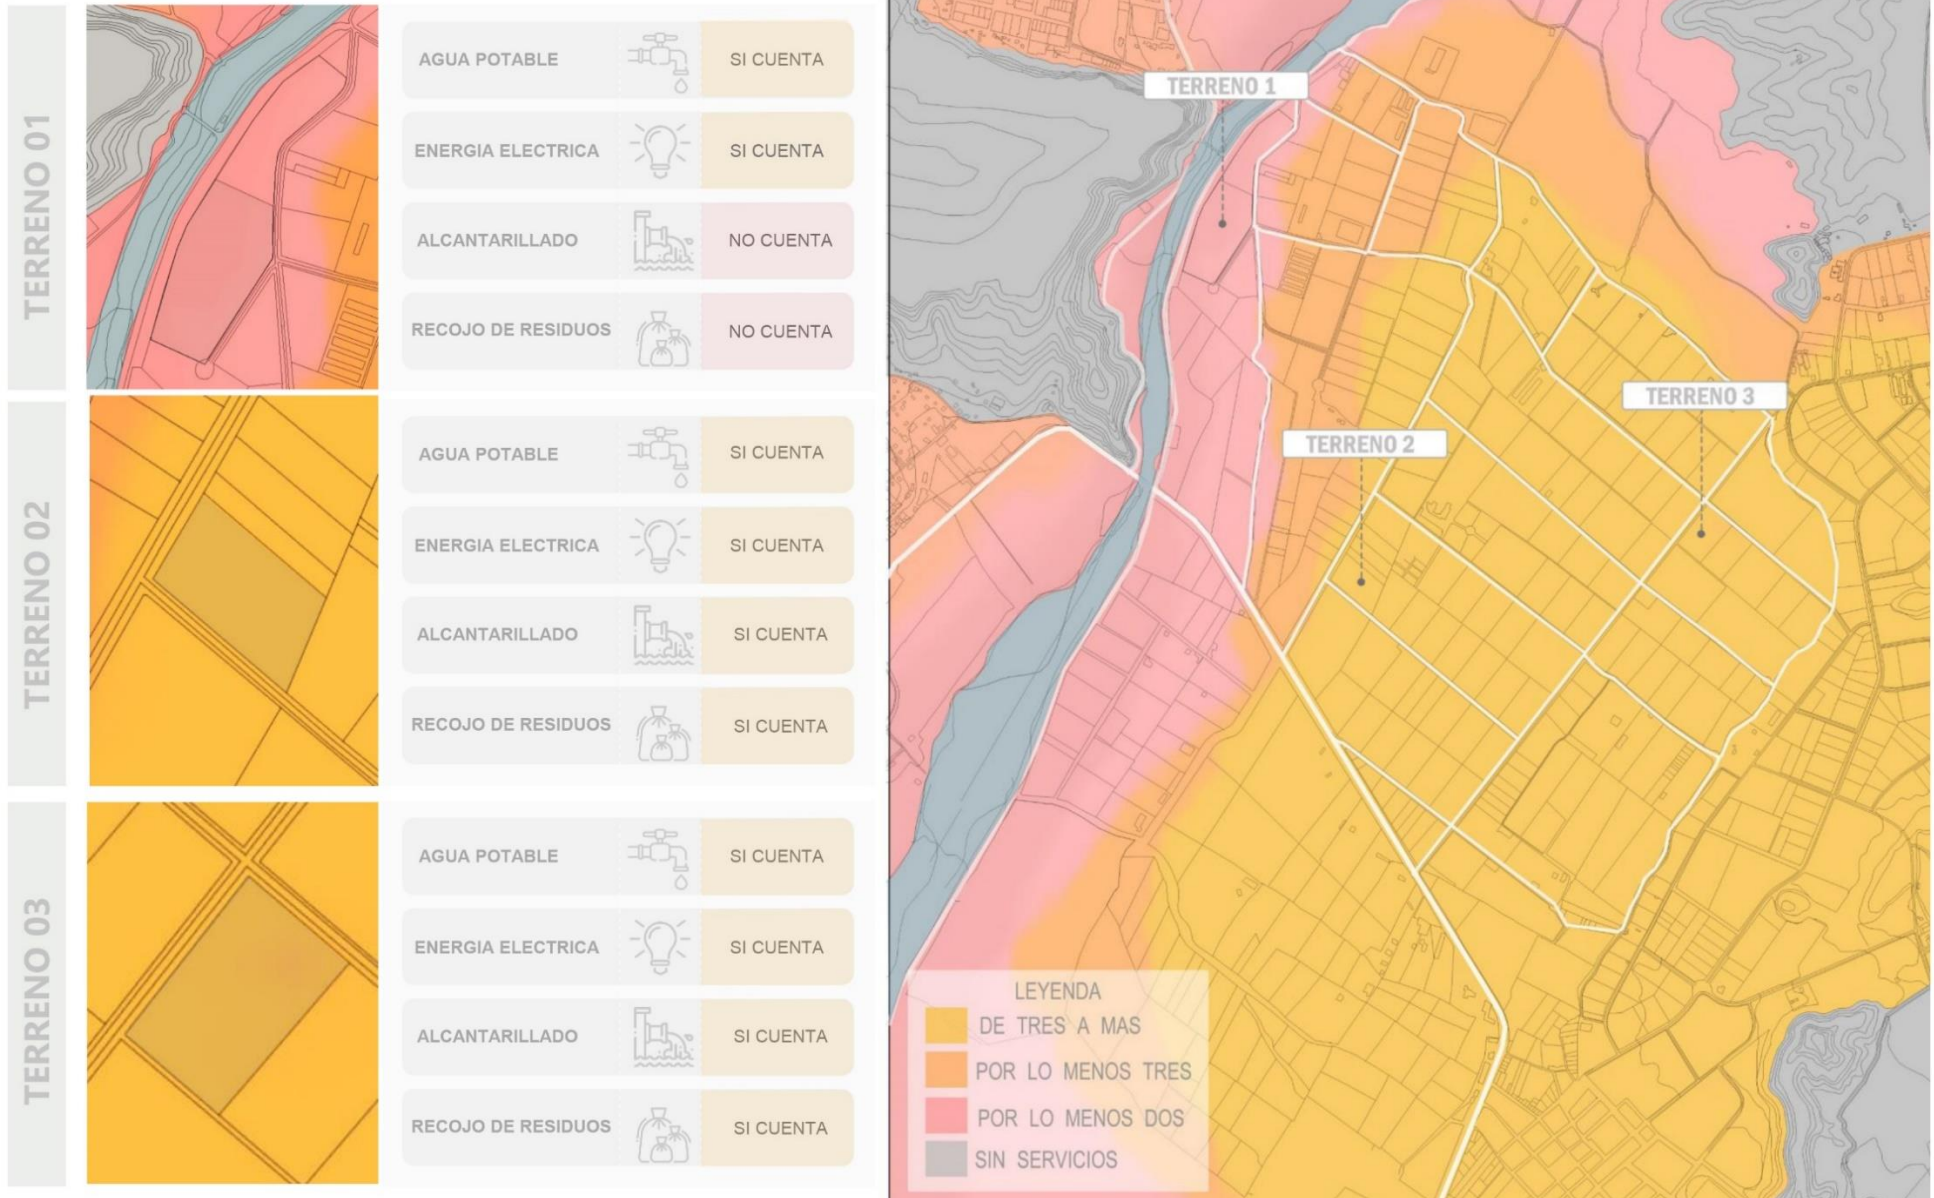 TERRENO 01
AGUA POTABLE SI CUENTA
ENERGIA ELECTRICA SI CUENTA
ALCANTARILLADO NO CUENTA
RECOJO DE RESIDUOS NO CUENTA
TERRENO 02
AGUA POTABLE SI CUENTA
ENERGIA ELECTRICA SI CUENTA
ALCANTARILLADO SI CUENTA
RECOJO DE RESIDUOS SI CUENTA
TERRENO 03
AGUA POTABLE SI CUENTA
ENERGIA ELECTRICA SI CUENTA
ALCANTARILLADO SI CUENTA
RECOJO DE RESIDUOS SI CUENTA
TERRENO 1
TERRENO 3
TERRENO 2
LEYENDA
DE TRES A MAS
POR LO MENOS TRES
POR LO MENOS DOS
SIN SERVICIOS